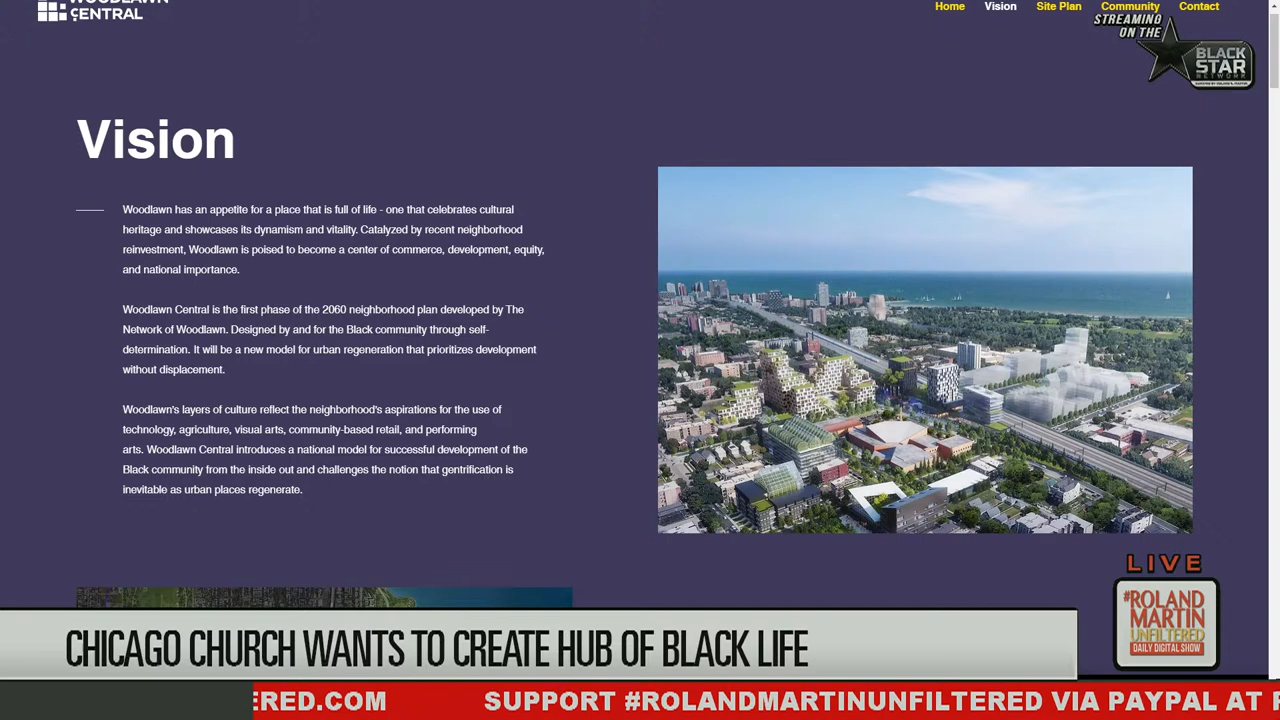 WOODLAWN
CENTRAL
Home Vision Site Plan Community Contact
STREAMING
ON THE
BLACK
STAR
NETWORK
Vision
Woodlawn has an appetite for a place that is full of life - one that celebrates cultural
heritage and showcases its dynamism and vitality. Catalyzed by recent neighborhood
reinvestment, Woodlawn is poised to become a center of commerce, development, equity,
and national importance.
Woodlawn Central is the first phase of the 2060 neighborhood plan developed by The
Network of Woodlawn. Designed by and for the Black community through self-
determination. It will be a new model for urban regeneration that prioritizes development
without displacement.
Woodlawn's layers of culture reflect the neighborhood's aspirations for the use of
technology, agriculture, visual arts, community-based retail, and performing
arts. Woodlawn Central introduces a national model for successful development of the
Black community from the inside out and challenges the notion that gentrification is
inevitable as urban places regenerate.
LIVE
#ROLAND
MARTIN
UNFILTERED
DAILY DIGITAL SHOW
CHICAGO CHURCH WANTS TO CREATE HUB OF BLACK LIFE
ERED.COM SUPPORT #ROLANDMARTINUNFILTERED VIA PAYPAL AT